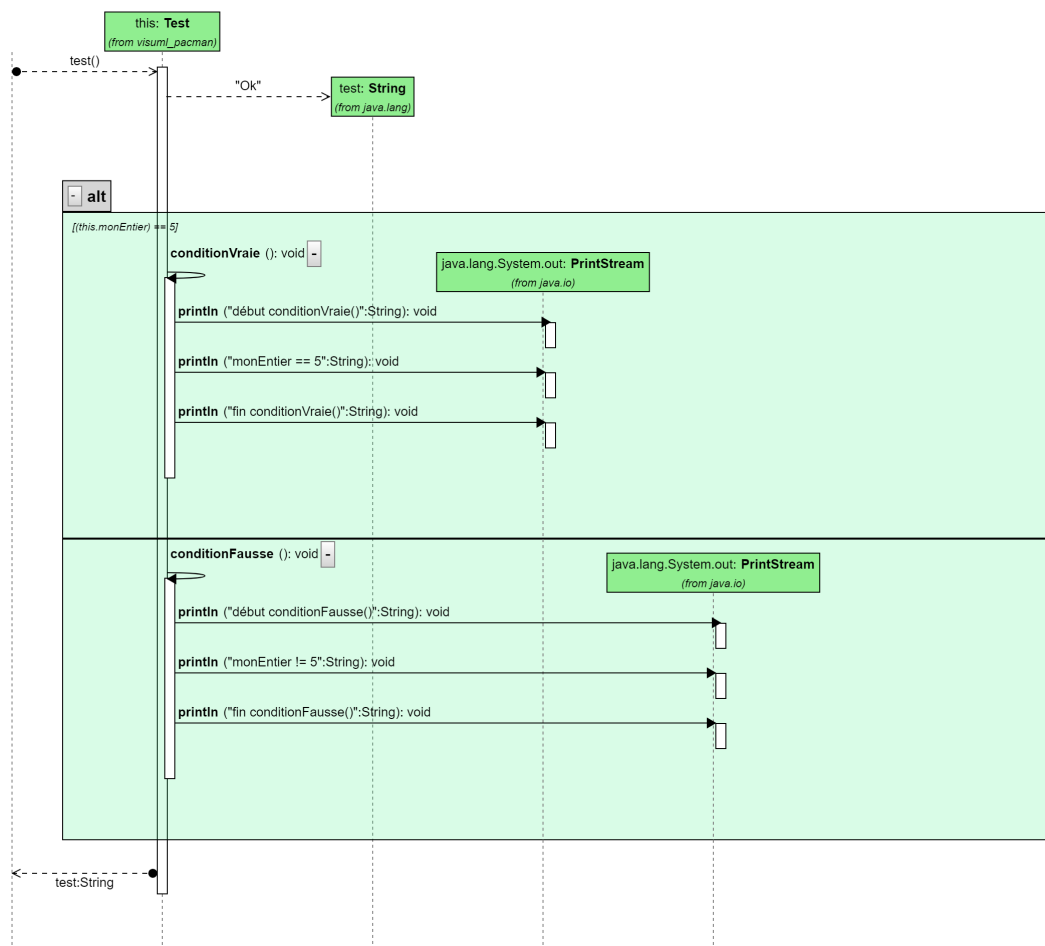 this: Test
(from visuml_pacman)
test()
"Ok"
test: String
(from java.lang)
- alt
[(this.monEntier) == 5]
conditionVraie (): void -
java.lang.System.out: PrintStream
(from java.io)
println ("début conditionVraie()":String): void
println ("monEntier == 5":String): void
println ("fin conditionVraie()":String): void
conditionFausse (): void -
java.lang.System.out: PrintStream
(from java.io)
println ("début conditionFausse()":String): void
println ("monEntier != 5":String): void
println ("fin conditionFausse()":String): void
test:String